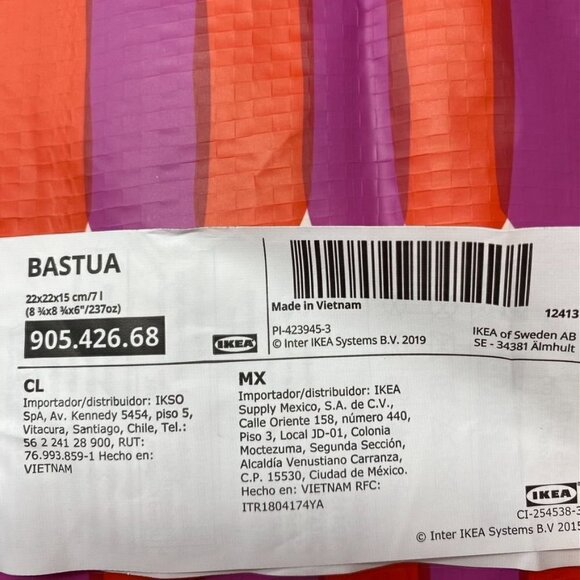 BASTUA
22x22x15 cm/7 l
(8 ¾x8 ¾x6"/237oz)
905.426.68
IKEA
Made in Vietnam
12413
PI-423945-3
© Inter IKEA Systems B.V. 2019
IKEA of Sweden AB
SE - 34381 Älmhult
CL
Importador/distribuidor: IKSO
SpA, Av. Kennedy 5454, piso 5,
Vitacura, Santiago, Chile, Tel.:
56 2 241 28 900, RUT:
76.993.859-1 Hecho en:
VIETNAM
MX
Importador/distribuidor: IKEA
Supply Mexico, S.A. de C.V.,
Calle Oriente 158, número 440,
Piso 3, Local JD-01, Colonia
Moctezuma, Segunda Sección,
Alcaldía Venustiano Carranza,
C.P. 15530, Ciudad de México.
Hecho en: VIETNAM RFC:
ITR1804174YA
IKEA
CI-254538-3
© Inter IKEA Systems B.V 2015